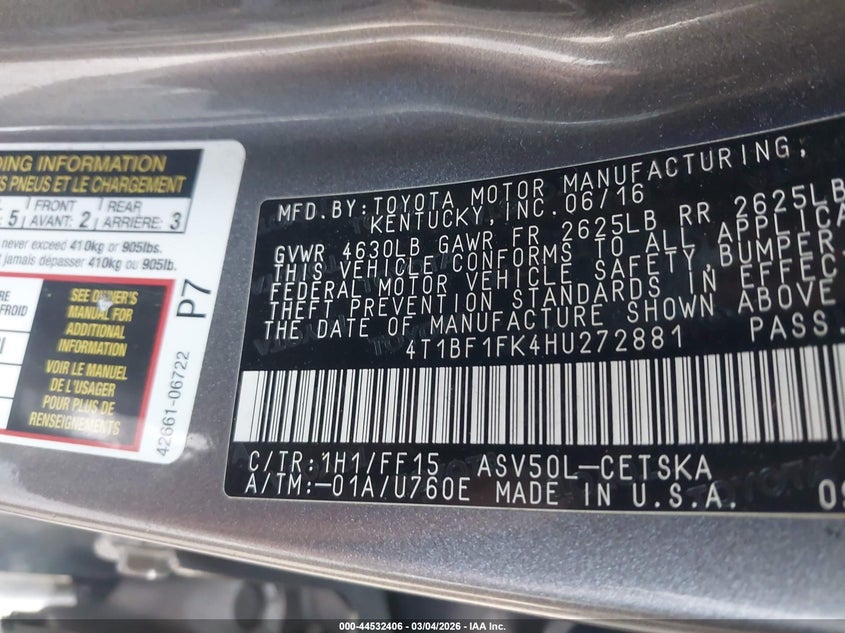 DING INFORMATION
S PNEUS ET LE CHARGEMENT
5 FRONT AVANT: 2 REAR ARRIÈRE: 3
never exceed 410kg or 905lbs.
t jamais dépasser 410kg ou 905lb.
RE
FROID
SEE OWNER'S
MANUAL FOR
ADDITIONAL
INFORMATION
VOIR LE MANUEL
DE L'USAGER
POUR PLUS DE
RENSEIGNEMENTS
P7
42661-06722
MFD.BY:TOYOTA MOTOR MANUFACTURING,
KENTUCKY,INC.06/16
GVWR 4630LB GAWR FR 2625LB RR 2625LB
THIS VEHICLE CONFORMS TO ALL APPLICA
FEDERAL MOTOR VEHICLE SAFETY,BUMPER
THEFT PREVENTION STANDARDS IN EFFECT
THE DATE OF MANUFACTURE SHOWN ABOVE
4T1BF1FK4HU272881 PASS.
C/TR:1H1/FF15 ASV50L-CETSKA
A/TM:-01A/U760E MADE IN U.S.A. 09
000-44532406 - 03/04/2026 - IAA Inc.